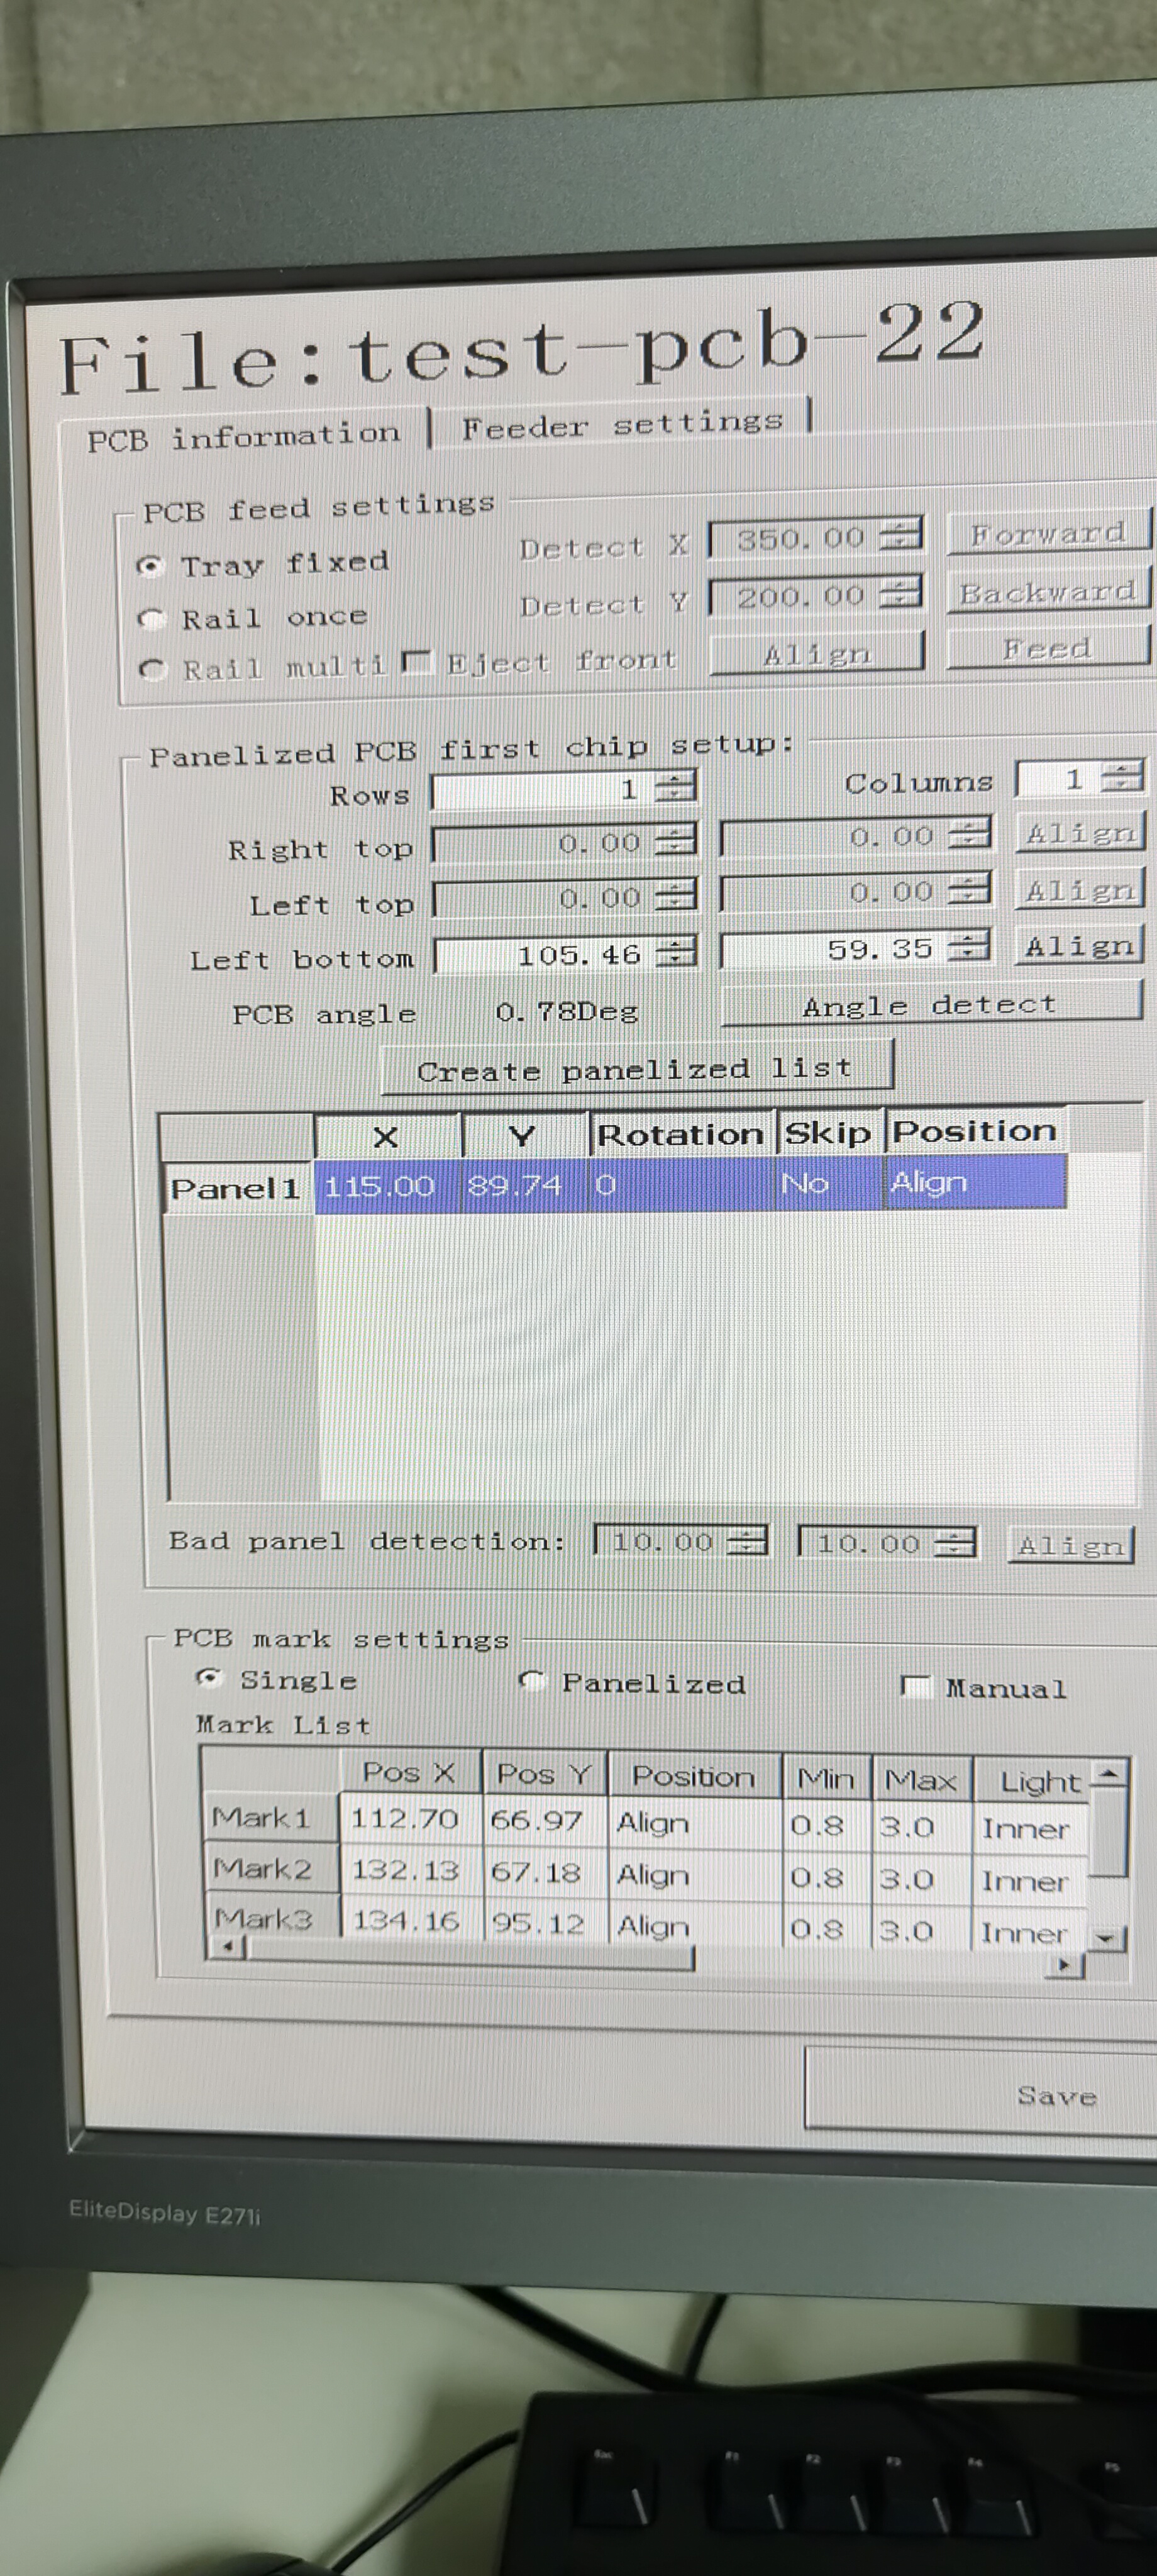 File:test-pcb-22
PCB information Feeder settings
PCB feed settings
Tray fixed Detect X 350.00 Forward
Rail once Detect Y 200.00 Backward
Rail multi Eject front Align Feed
Panelized PCB first chip setup:
Rows 1 Columns 1
Right top 0.00 0.00 Align
Left top 0.00 0.00 Align
Left bottom 105.46 59.35 Align
PCB angle 0.78Deg Angle detect
Create panelized list
X Y Rotation Skip Position
Panel1 115.00 89.74 0 No Align
Bad panel detection: 10.00 10.00 Align
PCB mark settings
Single Panelized Manual
Mark List
Pos X Pos Y Position Min Max Light
Mark1 112.70 66.97 Align 0.8 3.0 Inner
Mark2 132.13 67.18 Align 0.8 3.0 Inner
Mark3 134.16 95.12 Align 0.8 3.0 Inner
Save
EliteDisplay E271i
Esc F1 F2 F3 F4 F5